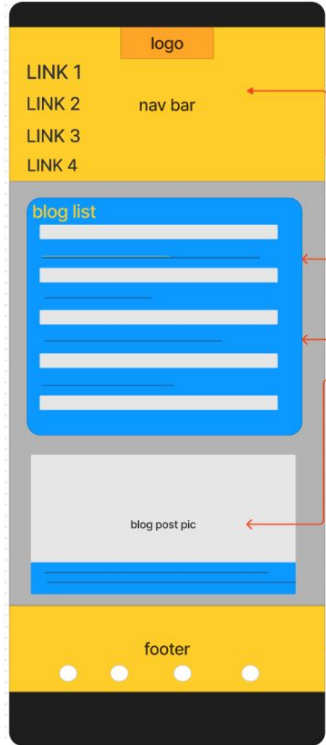 logo
LINK 1
LINK 2
nav bar
LINK 3
LINK 4
blog list
blog post pic
footer